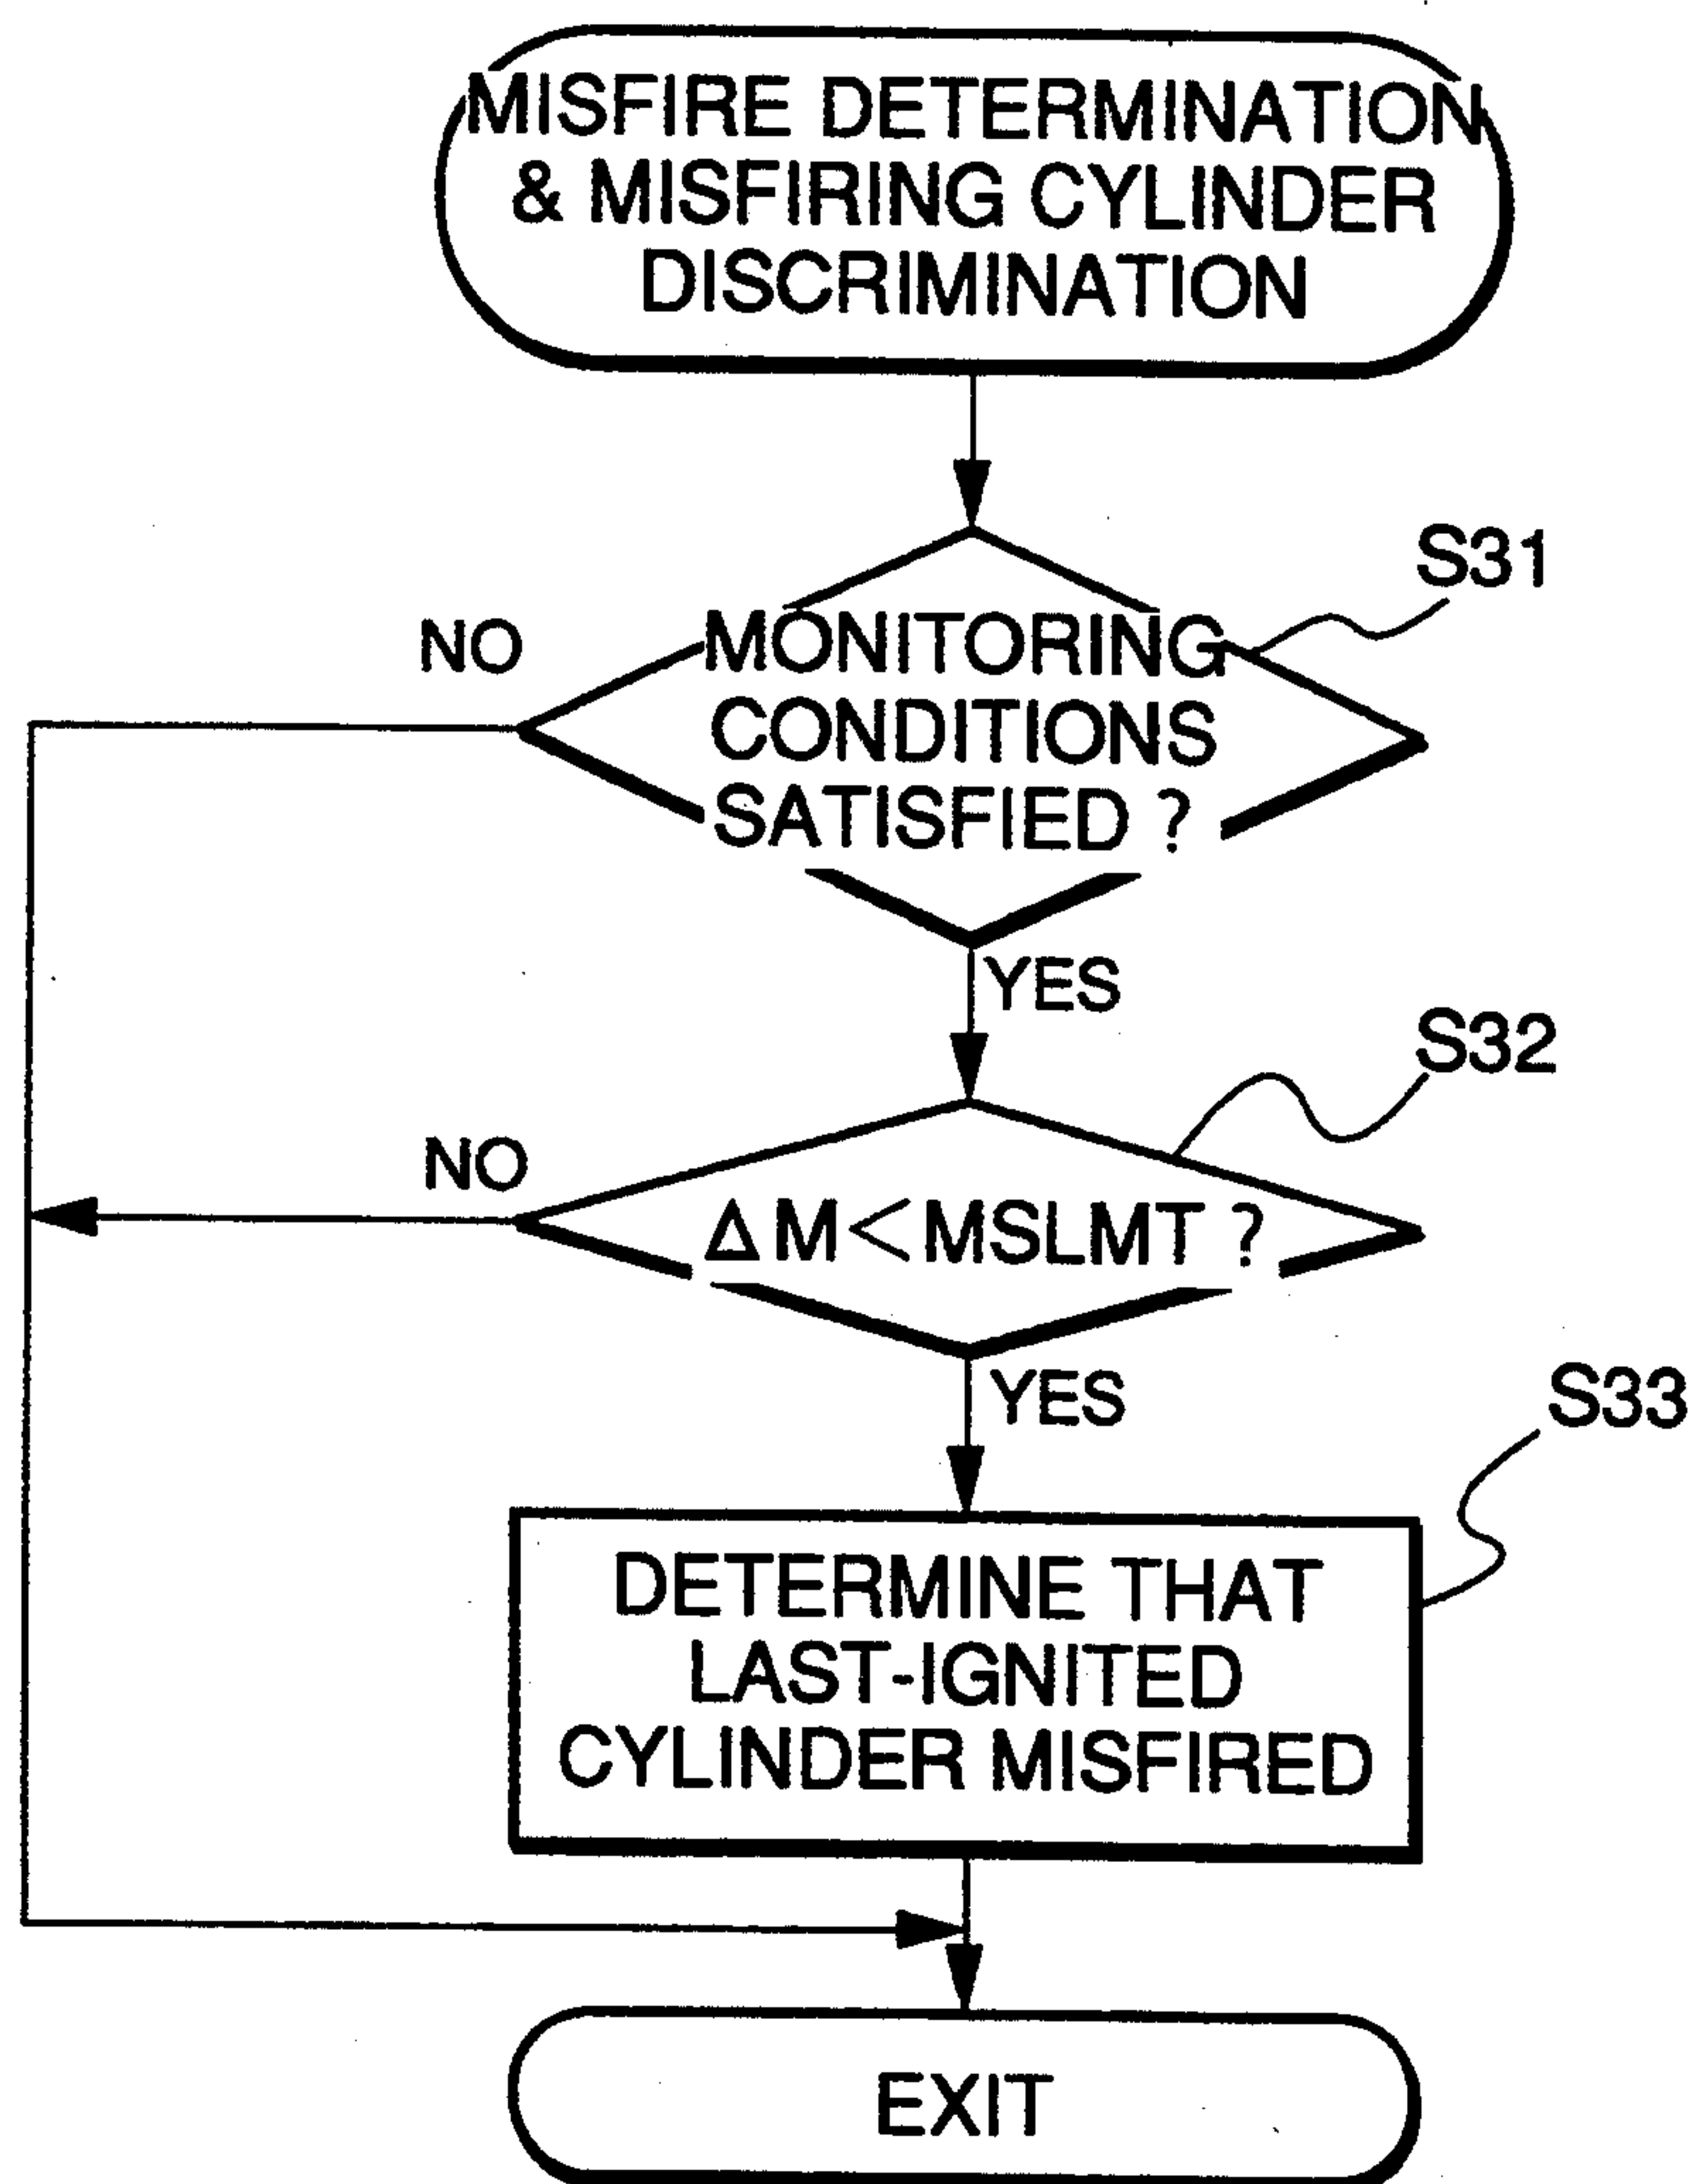 MISFIRE DETERMINATION
& MISFIRING CYLINDER
DISCRIMINATION
S31
NO
MONITORING
CONDITIONS
SATISFIED ?
YES
S32
NO
ΔM<MSLMT ?
YES
S33
DETERMINE THAT
LAST-IGNITED
CYLINDER MISFIRED
EXIT